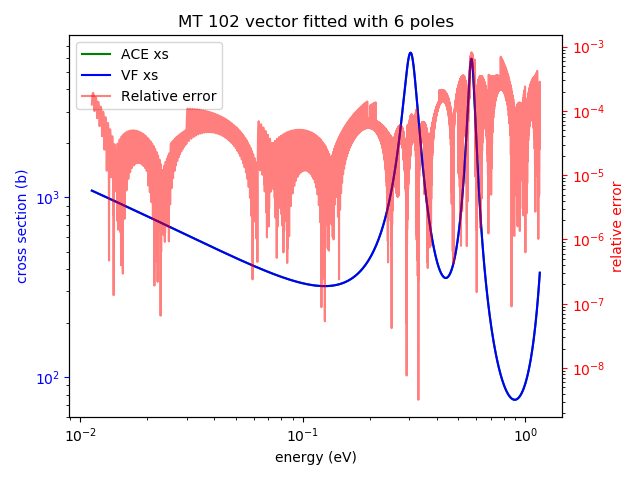 MT 102 vector fitted with 6 poles
ACE xs
VF xs
Relative error
cross section (b)
10³
10²
10⁻³
10⁻⁴
10⁻⁵
10⁻⁶
10⁻⁷
10⁻⁸
relative error
10⁻²
10⁻¹
10⁰
energy (eV)